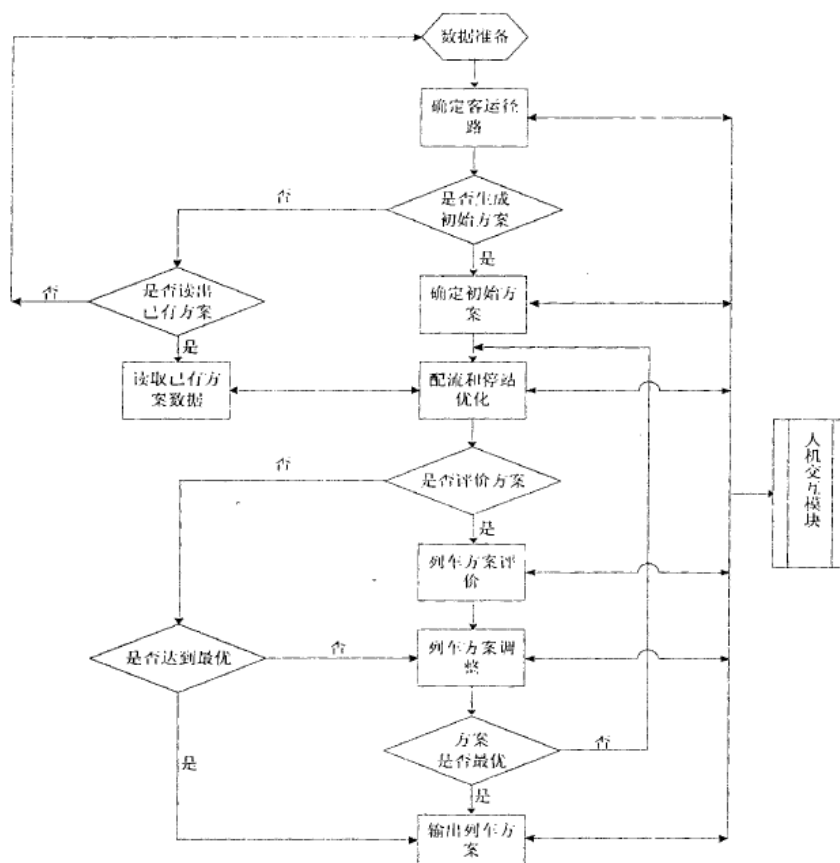 数据准备
确定客运径
路
是否生成
初始方案
否
是
是否读出
已有方案
否
是
确定初始方案
读取已有方
案数据
配流和停站
优化
人机交互模块
否
是否评价方案
是
列车方案评
价
是否达到最优
否
列车方案调
整
方案
是否最优
否
是
是
输出列车方
案